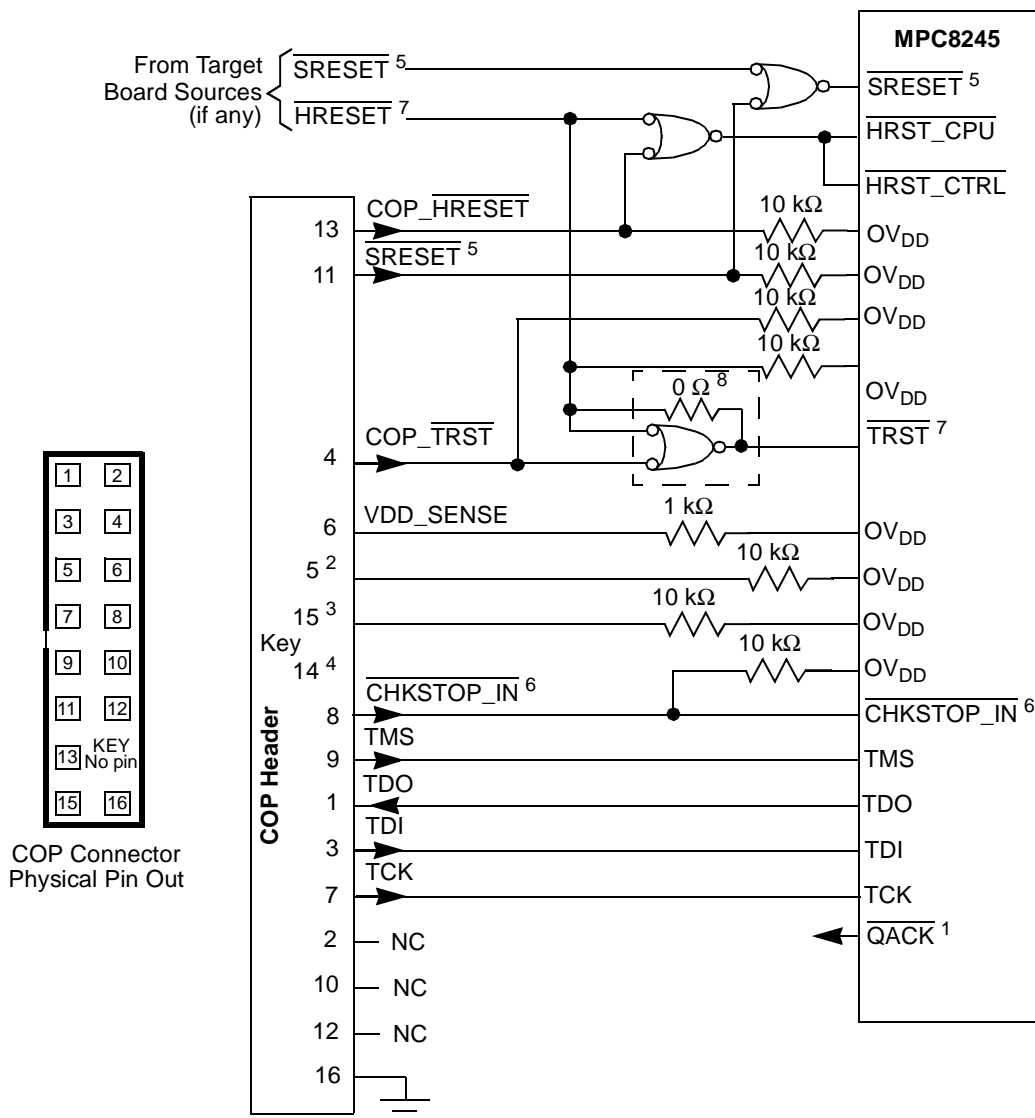 MPC8245
From Target
Board Sources
(if any)
SRESET 5
HRESET 7
SRESET 5
HRST_CPU
HRST_CTRL
13
COP_HRESET
10 kΩ
OVDD
11
SRESET 5
10 kΩ
OVDD
10 kΩ
OVDD
10 kΩ
OVDD
0 Ω 8
4
COP_TRST
TRST 7
6
VDD_SENSE
1 kΩ
OVDD
5 2
10 kΩ
OVDD
15 3
10 kΩ
OVDD
Key
14 4
10 kΩ
OVDD
8
CHKSTOP_IN 6
CHKSTOP_IN 6
9
TMS
TMS
1
TDO
TDO
3
TDI
TDI
7
TCK
TCK
QACK 1
2
NC
10
NC
12
NC
16
COP Header
1 2
3 4
5 6
7 8
9 10
11 12
13 KEY
No pin
15 16
COP Connector
Physical Pin Out